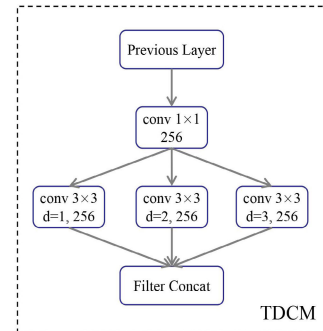 Previous Layer
conv 1×1
256
conv 3×3
d=1, 256
conv 3×3
d=2, 256
conv 3×3
d=3, 256
Filter Concat
TDCM